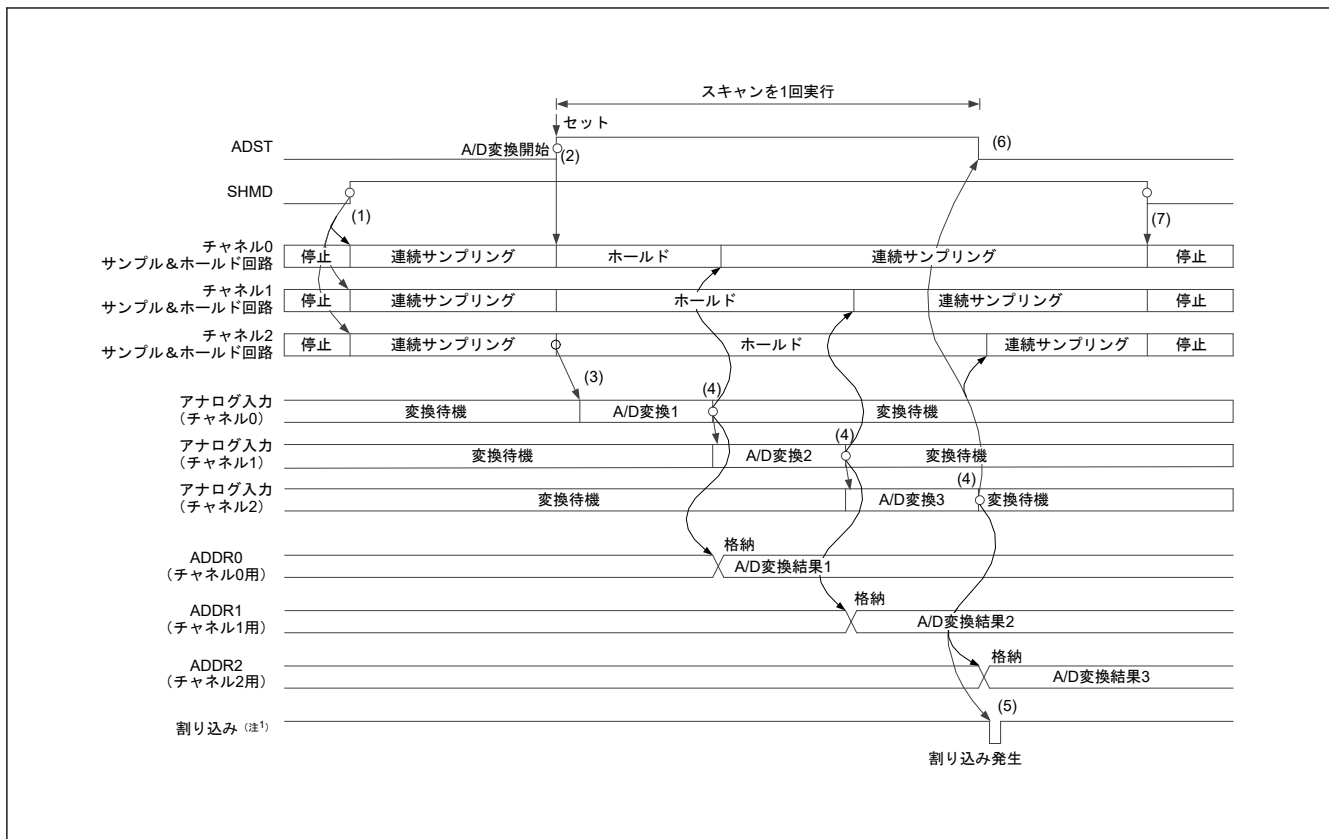 スキャンを1回実行
セット
ADST
A/D変換開始
(2)
(6)
SHMD
(1)
(7)
チャネル0
サンプル＆ホールド回路
停止
連続サンプリング
ホールド
連続サンプリング
停止
チャネル1
サンプル＆ホールド回路
停止
連続サンプリング
ホールド
連続サンプリング
停止
チャネル2
サンプル＆ホールド回路
停止
連続サンプリング
ホールド
連続サンプリング
停止
(3)
アナログ入力
（チャネル0）
変換待機
A/D変換1
(4)
変換待機
アナログ入力
（チャネル1）
変換待機
A/D変換2
(4)
変換待機
アナログ入力
（チャネル2）
変換待機
A/D変換3
(4)
変換待機
ADDR0
（チャネル0用）
格納
A/D変換結果1
ADDR1
（チャネル1用）
格納
A/D変換結果2
ADDR2
（チャネル2用）
格納
A/D変換結果3
割り込み（注1）
(5)
割り込み発生